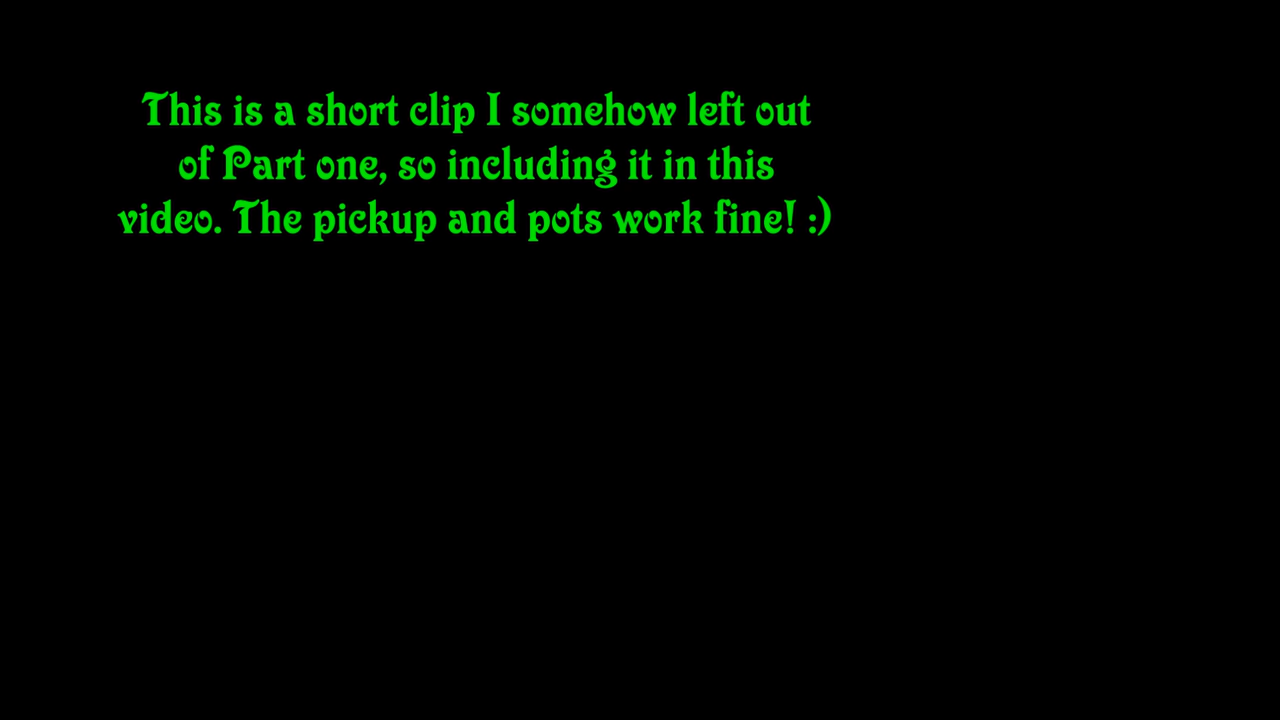 This is a short clip I somehow left out
of Part one, so including it in this
video. The pickup and pots work fine! :)